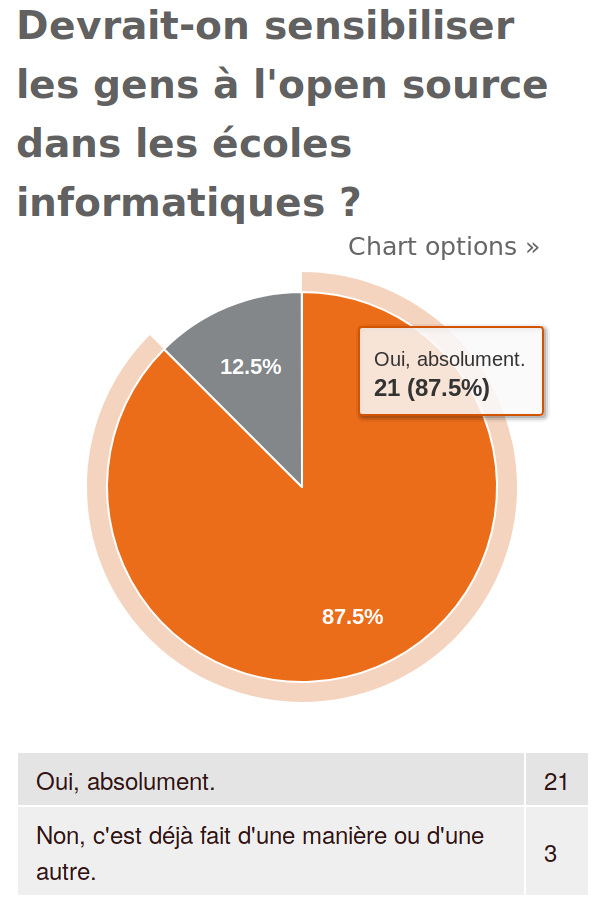 Devrait-on sensibiliser
les gens à l'open source
dans les écoles
informatiques ?
Chart options »
12.5%
Oui, absolument.
21 (87.5%)
87.5%
Oui, absolument. 21
Non, c'est déjà fait d'une manière ou d'une
autre.
3